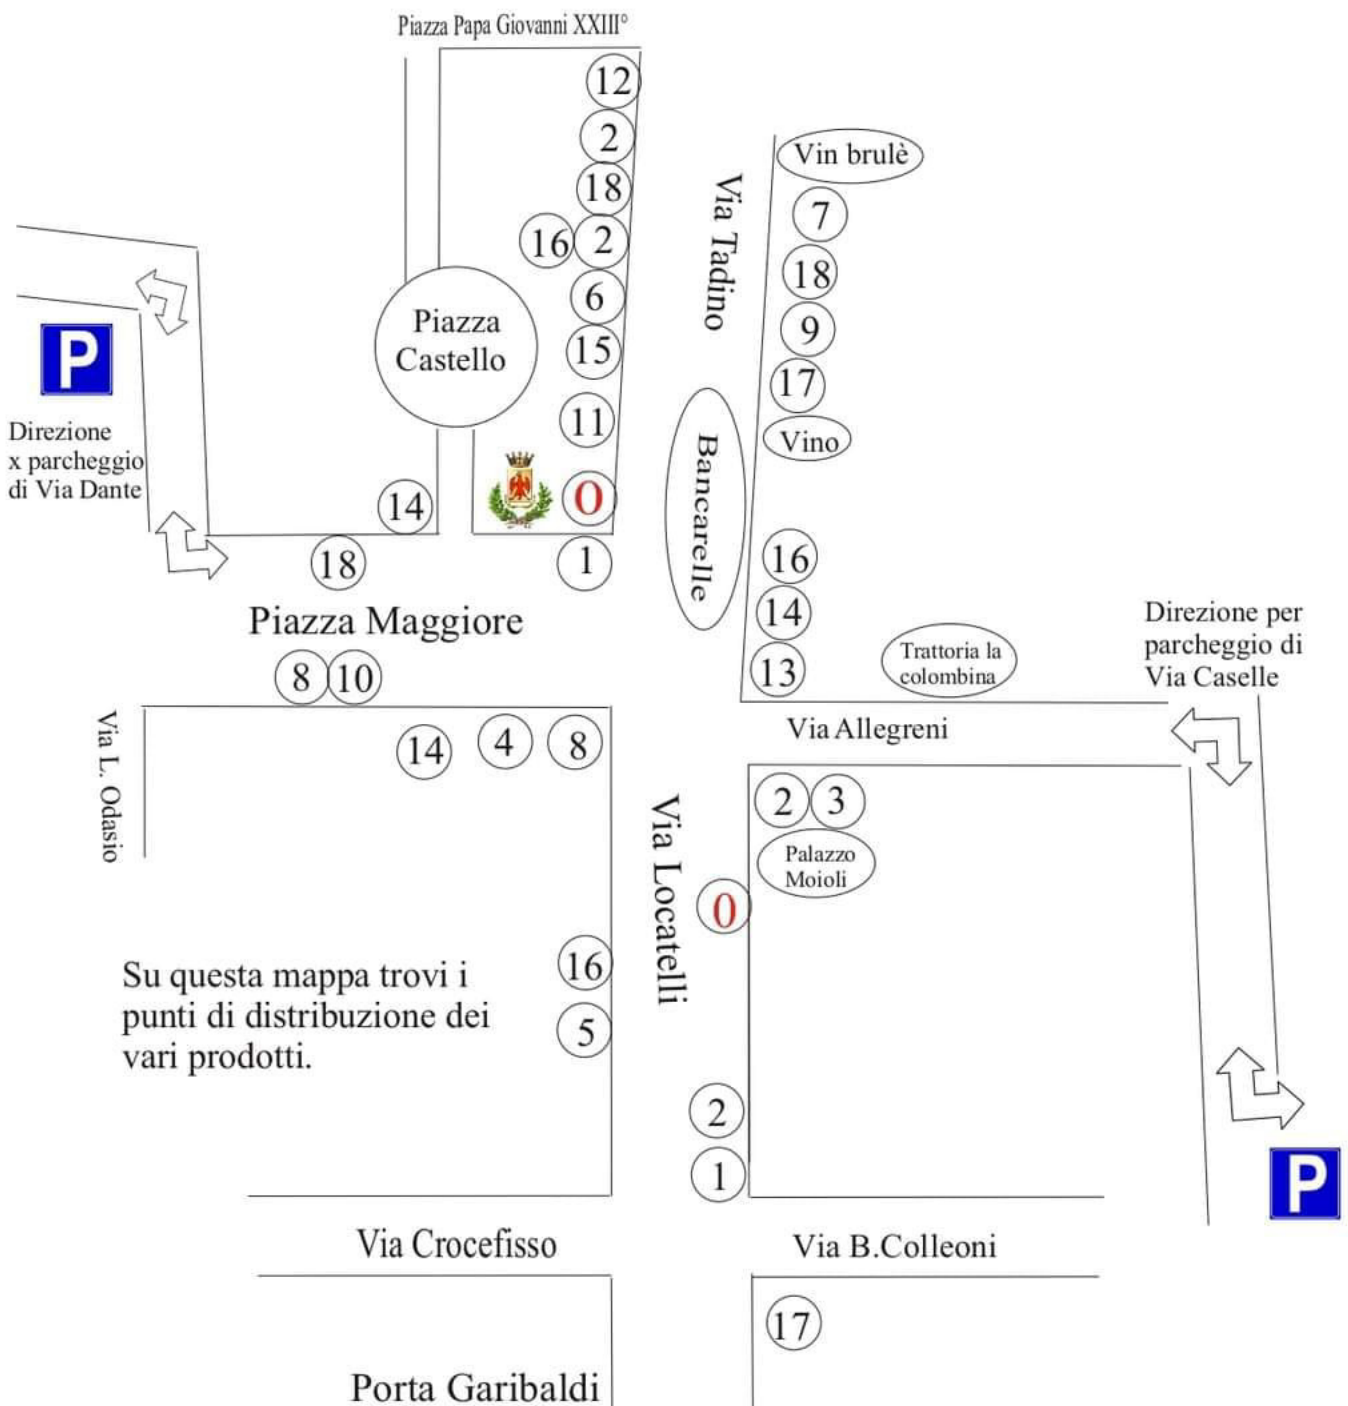 Piazza Papa Giovanni XXIII°
12
2
18
16
2
6
15
11
0
1
Piazza
Castello
14
18
P
Direzione
x parcheggio
di Via Dante
Via Tadino
Bancarelle
Vin brulè
7
18
9
17
Vino
16
14
13
Trattoria la
colombina
Direzione per
parcheggio di
Via Caselle
Piazza Maggiore
8
10
14
4
8
Via L. Odasio
Via Allegreni
2
3
Palazzo
Moioli
Via Locatelli
0
16
5
Su questa mappa trovi i
punti di distribuzione dei
vari prodotti.
2
1
P
Via Crocefisso
Via B.Colleoni
17
Porta Garibaldi